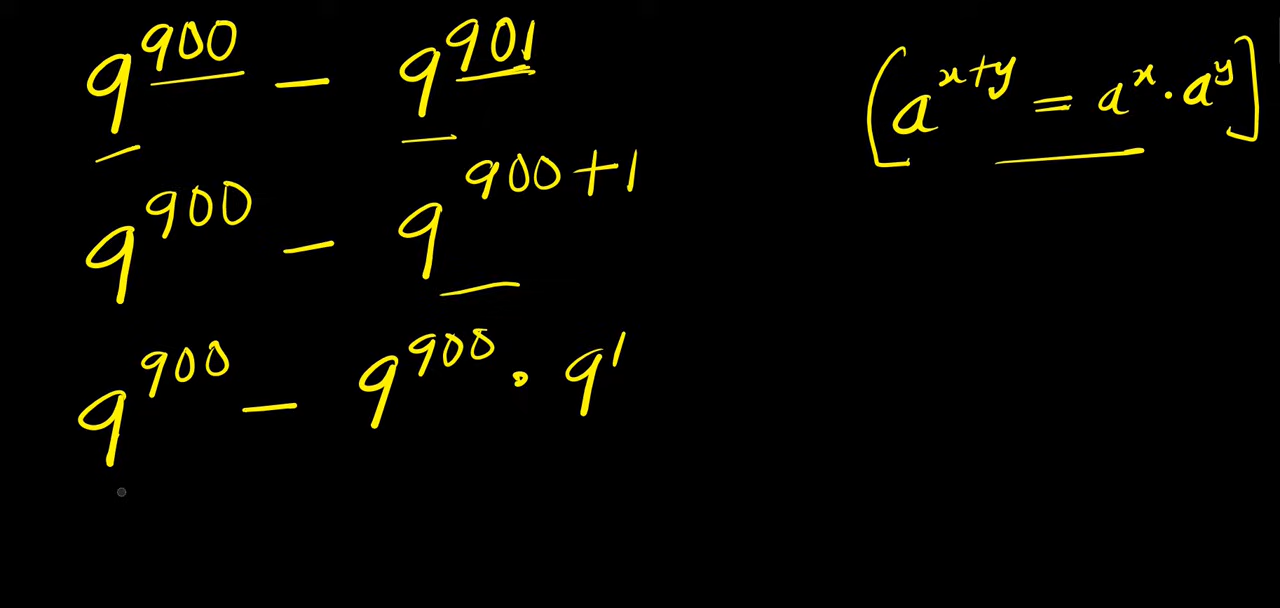 9^900 − 9^901
[a^x+y = a^x · a^y]
9^900 − 9^900+1
9^900 − 9^900 · 9^1